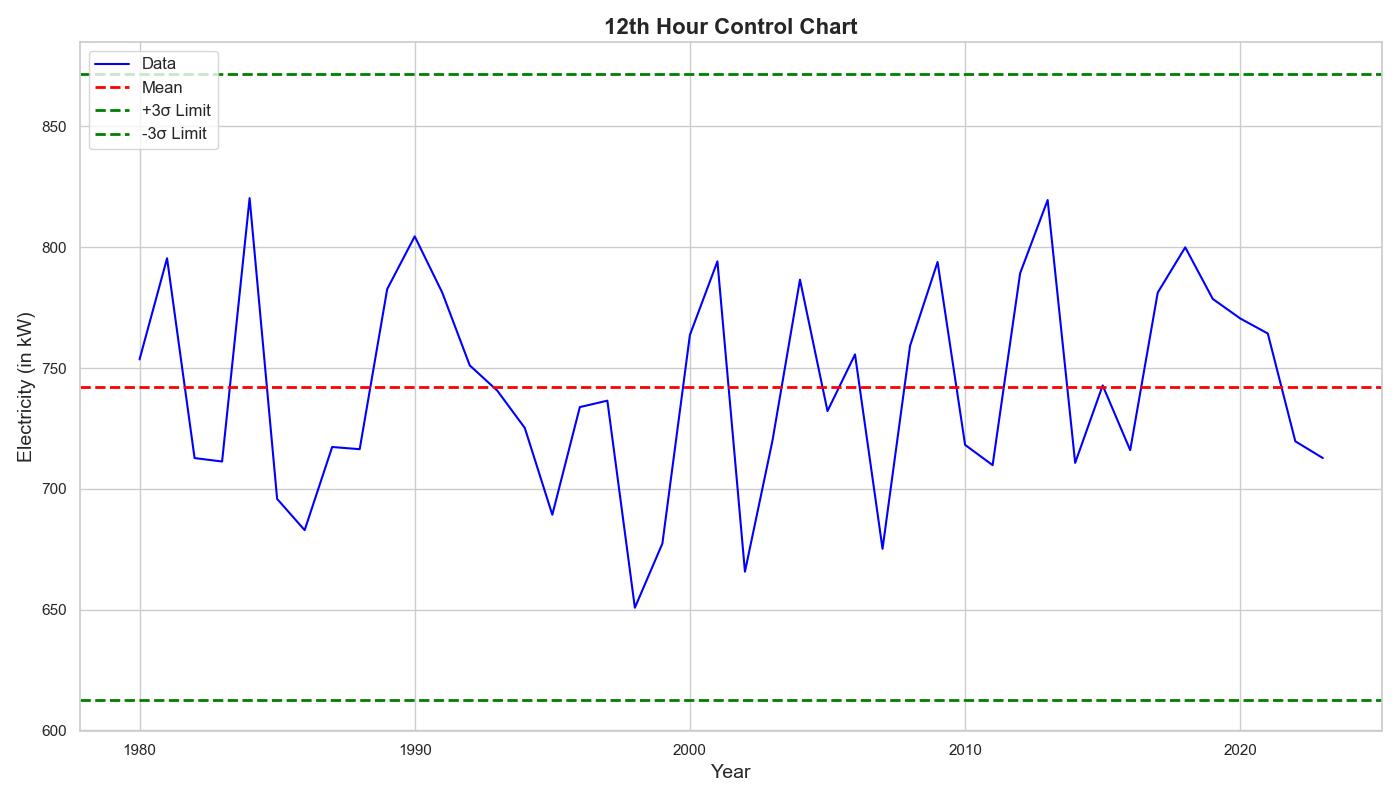 12th Hour Control Chart
Data
Mean
+3σ Limit
-3σ Limit
850
800
750
700
650
600
Electricity (in kW)
1980
1990
2000
2010
2020
Year